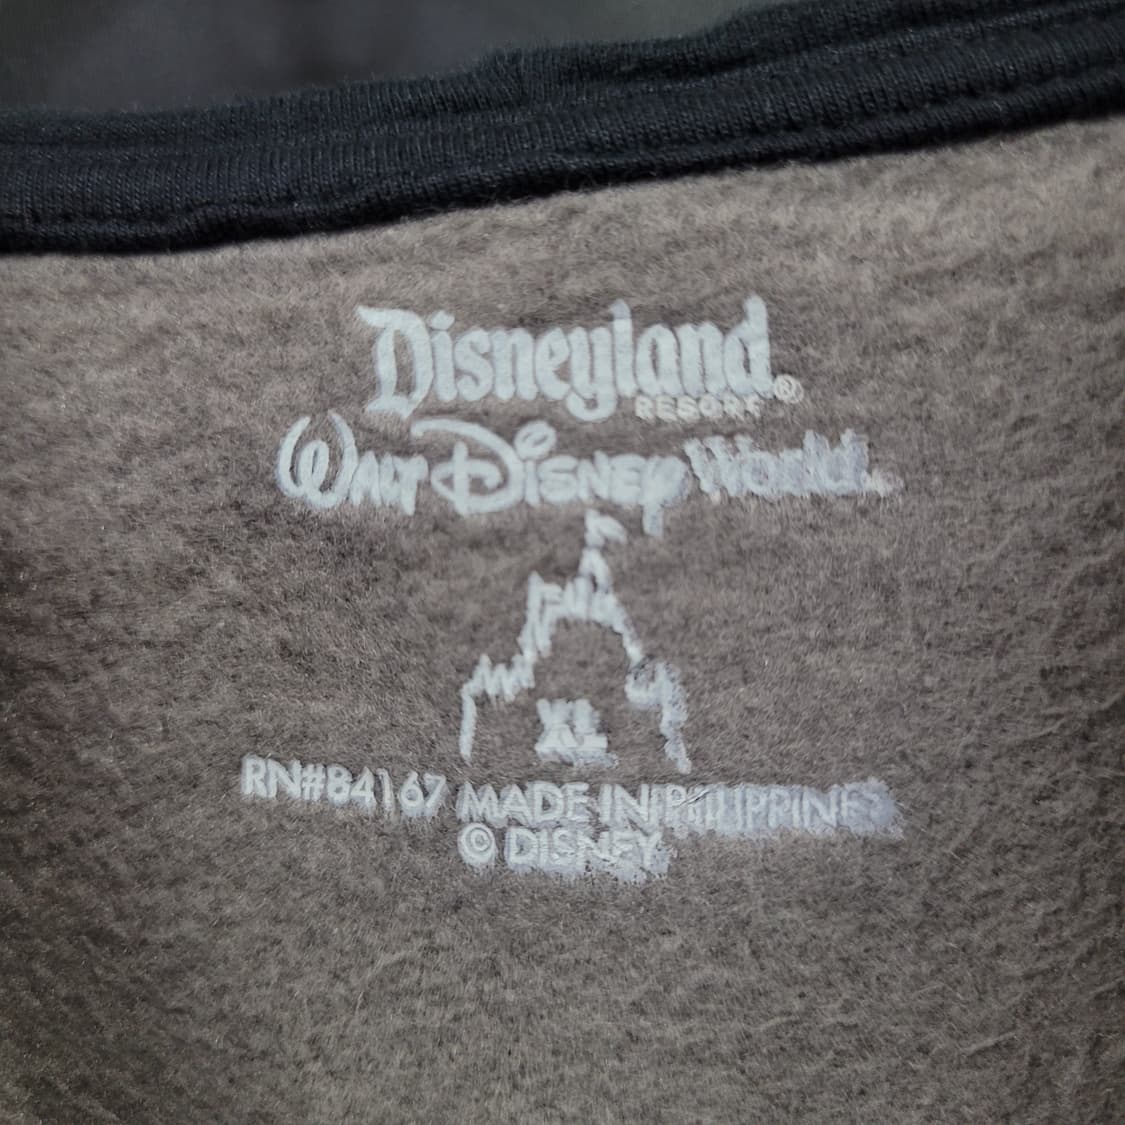 Disneyland®
RESORT
WALT DISNEY World
XL
RN#84167 MADE IN PHILIPPINES
© DISNEY